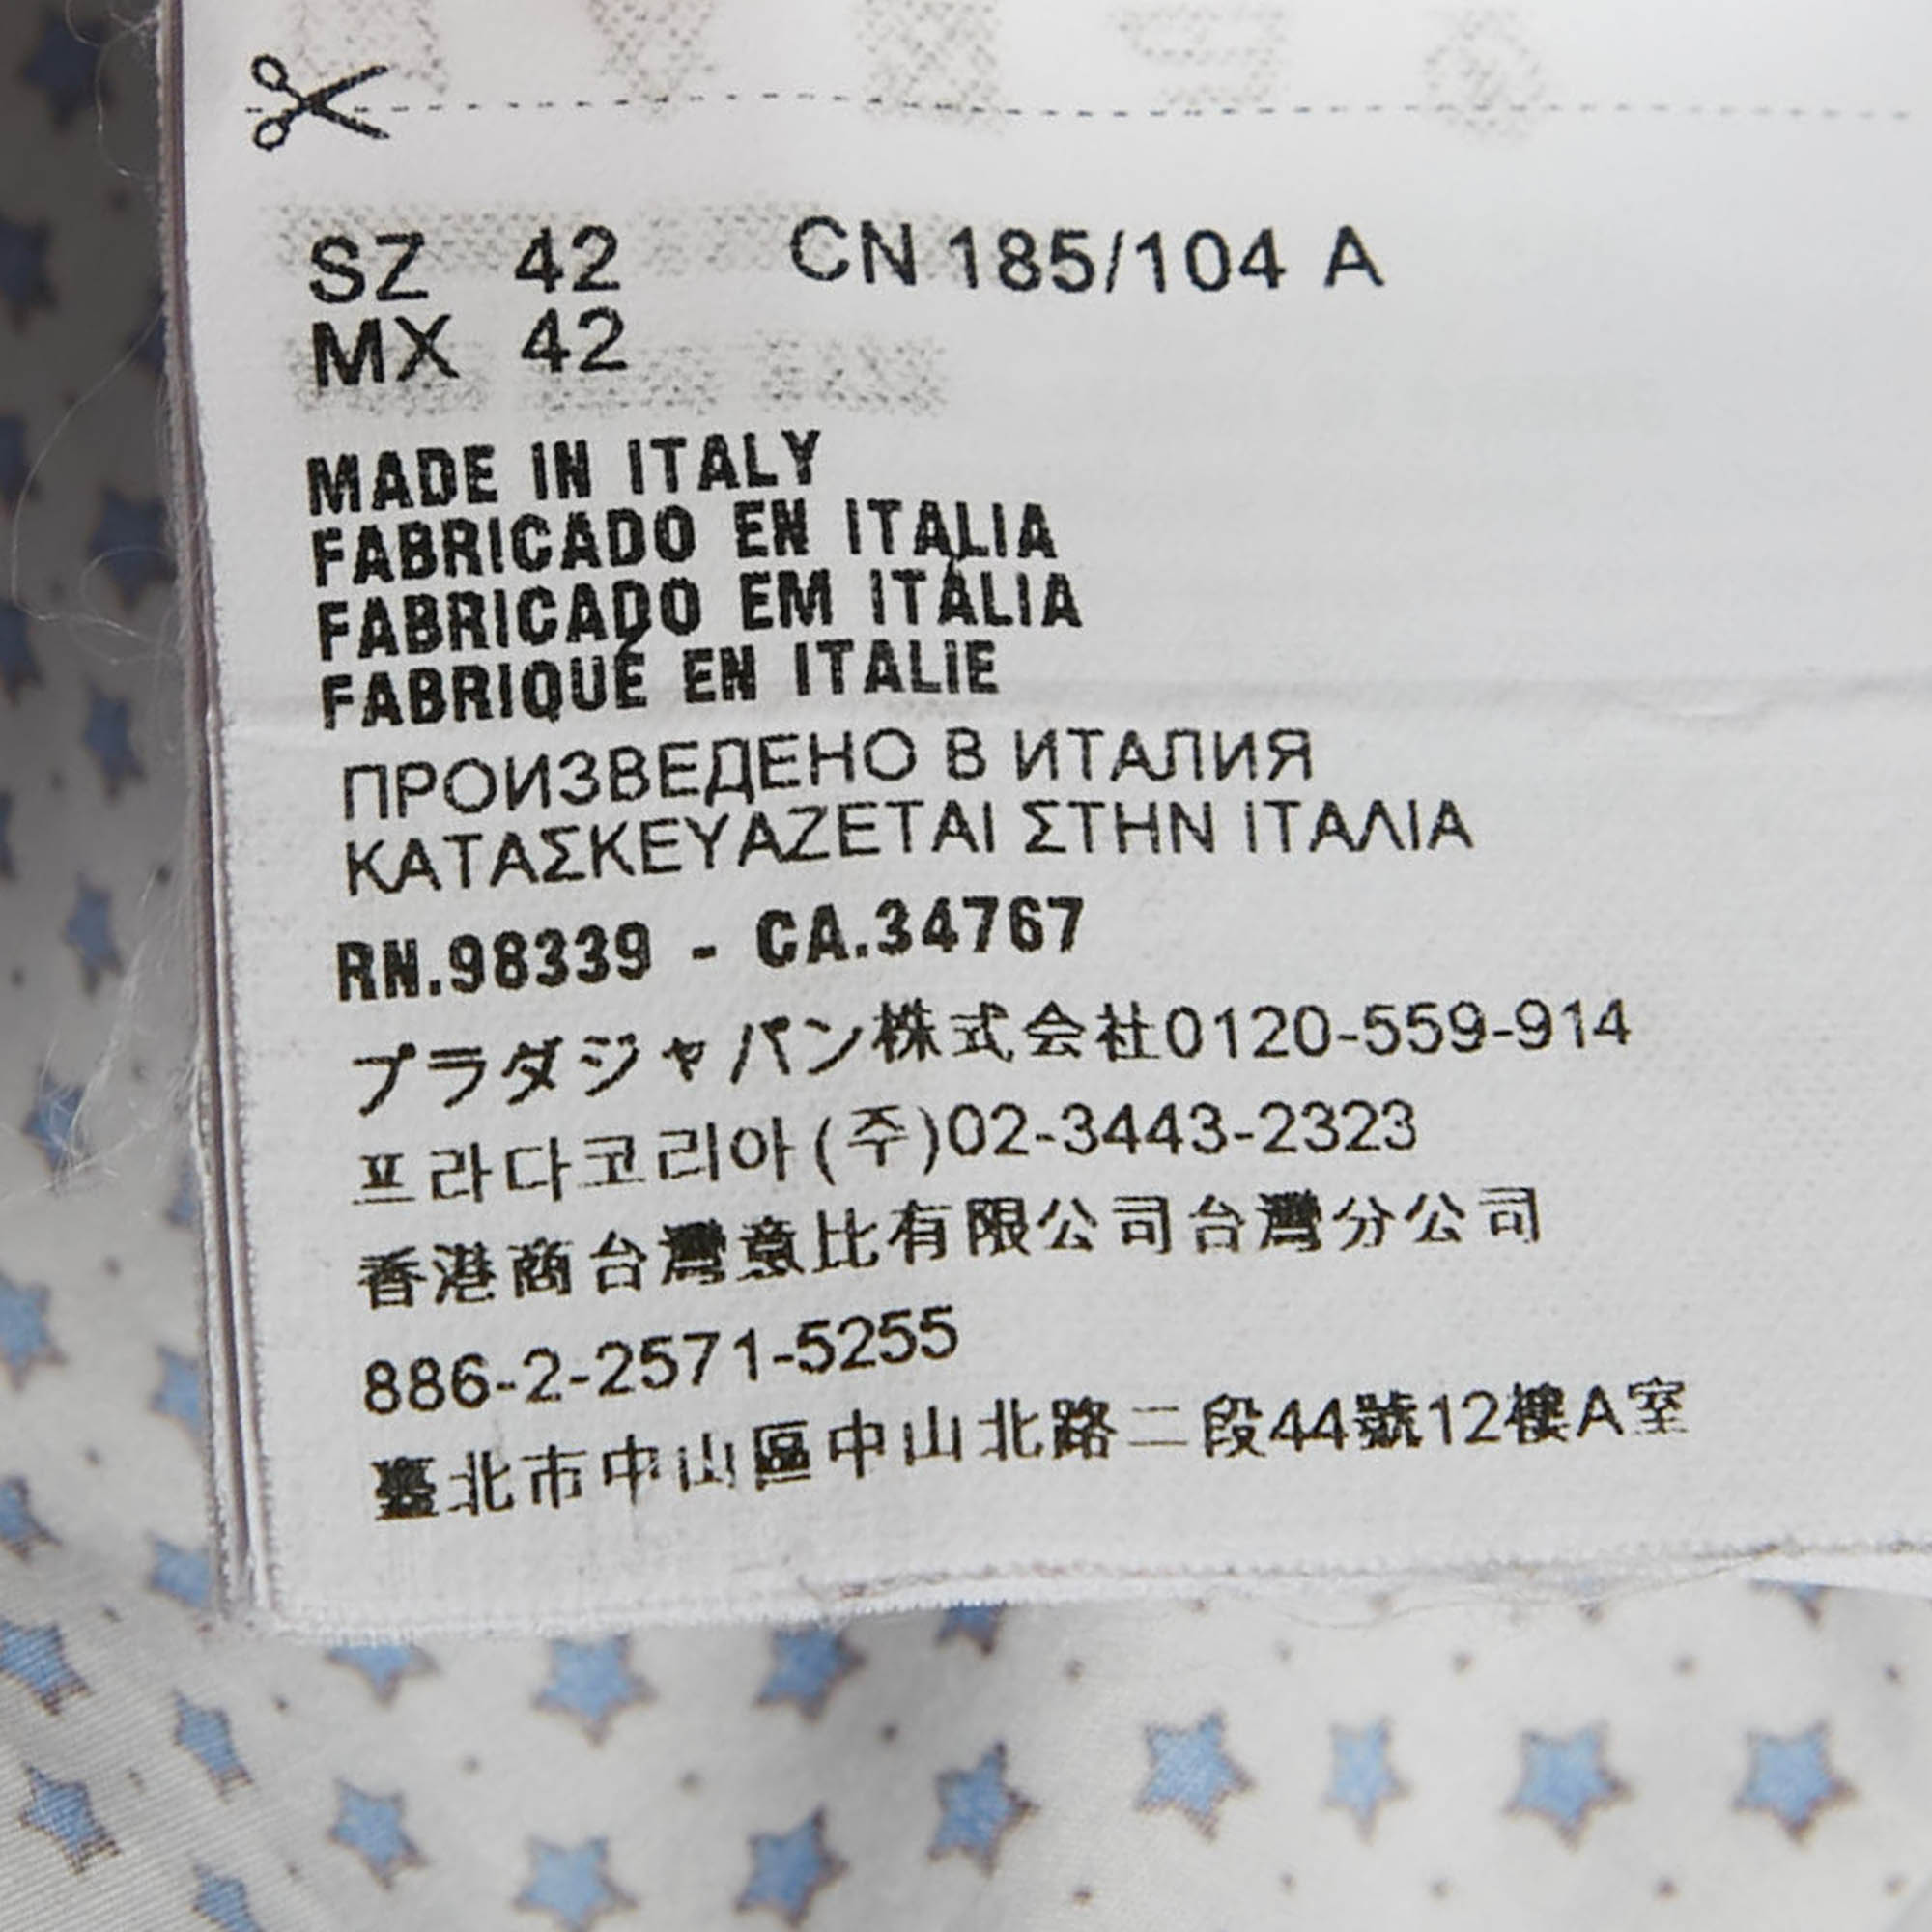 SZ 42 CN 185/104 A
MX 42
MADE IN ITALY
FABRICADO EN ITALIA
FABRICADO EM ITÁLIA
FABRIQUÉ EN ITALIE
ПРОИЗВЕДЕНО В ИТАЛИЯ
ΚΑΤΑΣΚΕΥΑΖΕΤΑΙ ΣΤΗΝ ΙΤΑΛΙΑ
RN.98339 - CA.34767
プラダジャパン株式会社0120-559-914
프라다코리아(주)02-3443-2323
香港商台灣意比有限公司台灣分公司
886-2-2571-5255
臺北市中山區中山北路二段44號12樓A室